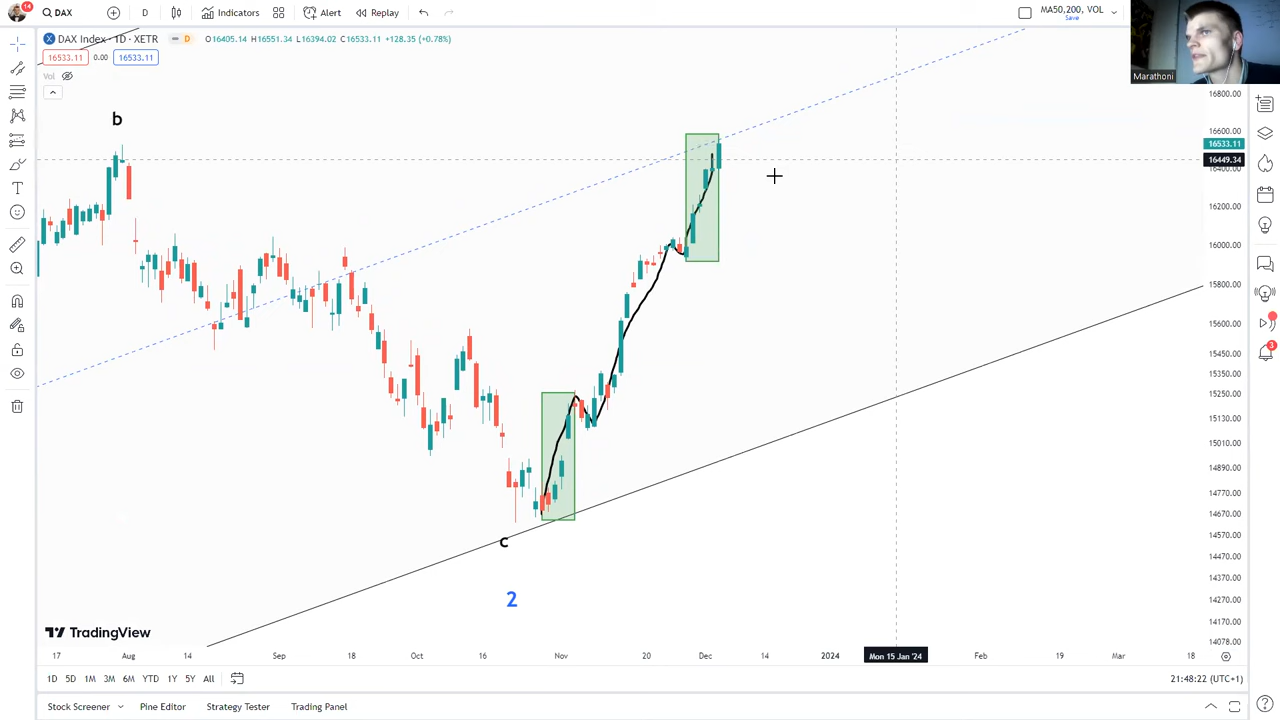 14
DAX
D
Indicators
Alert
Replay
MA50,200, VOL
Save
DAX Index · 1D · XETR
D
O16405.14 H16551.34 L16394.02 C16533.11 +128.35 (+0.78%)
16533.11
0.00
16533.11
Vol
Marathoni
b
c
2
16800.00
16600.00
16533.11
16449.34
16400.00
16200.00
16000.00
15800.00
15600.00
15450.00
15350.00
15250.00
15130.00
15010.00
14890.00
14770.00
14670.00
14570.00
14470.00
14370.00
14270.00
14170.00
14078.00
3
TradingView
17
Aug
14
Sep
18
Oct
16
Nov
20
Dec
14
2024
Mon 15 Jan '24
Feb
19
Mar
18
1D
5D
1M
3M
6M
YTD
1Y
5Y
All
21:48:22 (UTC+1)
Stock Screener
Pine Editor
Strategy Tester
Trading Panel